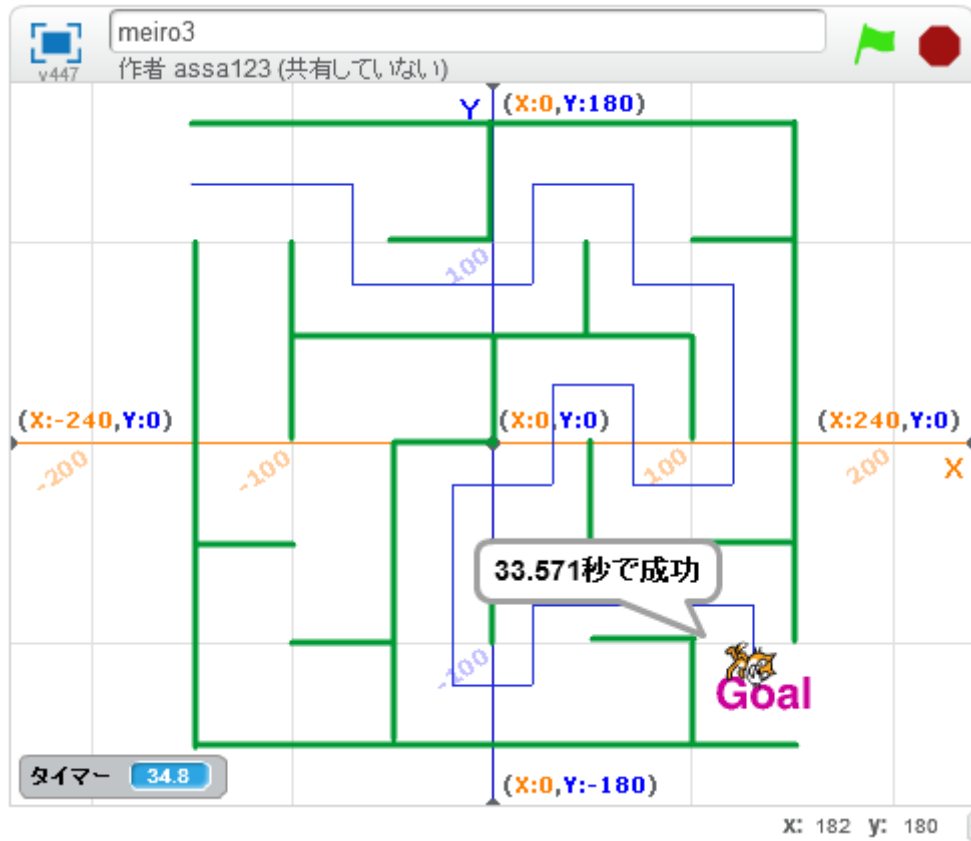 meiro3
v447
作者 assa123 (共有していない)
Y
(X:0,Y:180)
100
(X:-240,Y:0)
(X:0,Y:0)
(X:240,Y:0)
-200
-100
100
200
X
33.571秒で成功
-100
Goal
タイマー 34.8
(X:0,Y:-180)
x: 182 y: 180